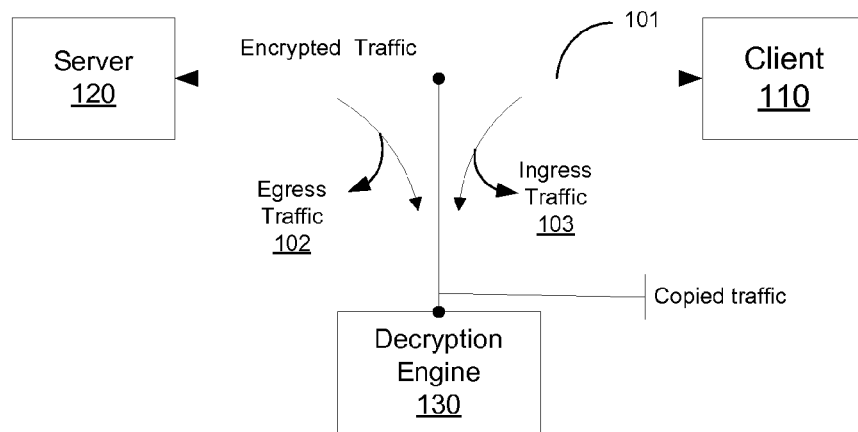 Server
120
Encrypted Traffic
101
Client
110
Egress
Traffic
102
Ingress
Traffic
103
Copied traffic
Decryption
Engine
130